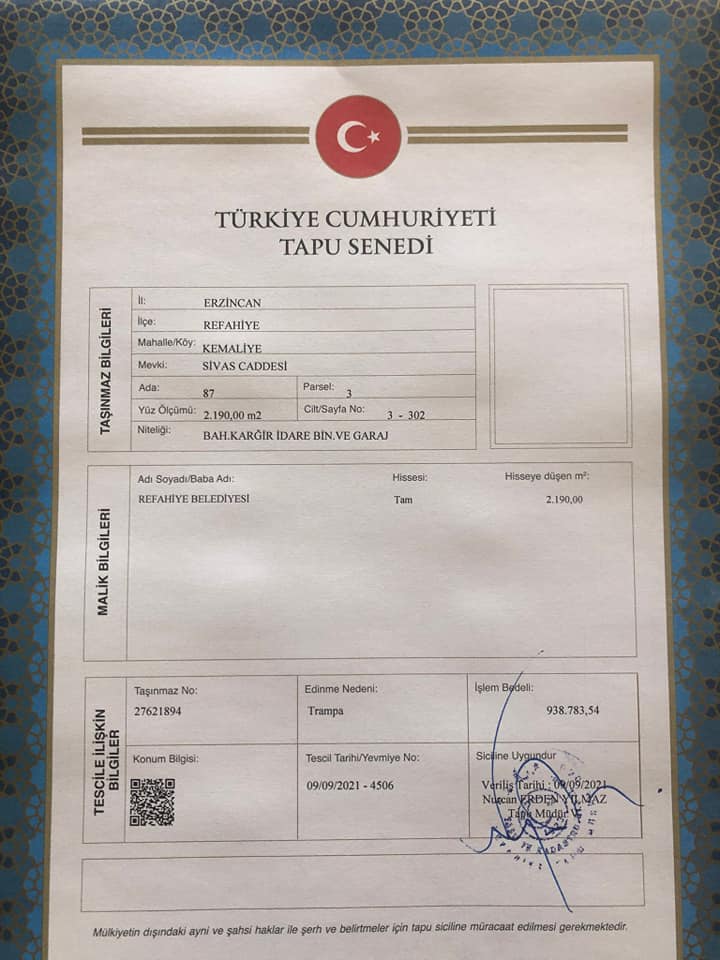 TÜRKİYE CUMHURİYETİ
TAPU SENEDİ
TAŞINMAZ BİLGİLERİ
İl: ERZİNCAN
İlçe: REFAHİYE
Mahalle/Köy: KEMALİYE
Mevki: SİVAS CADDESİ
Ada: 87 Parsel: 3
Yüz Ölçümü: 2.190,00 m2 Cilt/Sayfa No: 3 - 302
Niteliği: BAH.KARĞİR İDARE BİN.VE GARAJ
MALİK BİLGİLERİ
Adı Soyadı/Baba Adı: Hissesi: Hisseye düşen m²:
REFAHİYE BELEDİYESİ Tam 2.190,00
TESCİLE İLİŞKİN BİLGİLER
Taşınmaz No: Edinme Nedeni: İşlem Bedeli:
27621894 Trampa 938.783,54
Konum Bilgisi: Tescil Tarihi/Yevmiye No: Siciline Uygundur
09/09/2021 - 4506
Veriliş Tarihi : 09/09/2021
Nurcan ERDEN YILMAZ
Tapu Müdür V.
Mülkiyetin dışındaki ayni ve şahsi haklar ile şerh ve belirtmeler için tapu siciline müracaat edilmesi gerekmektedir.